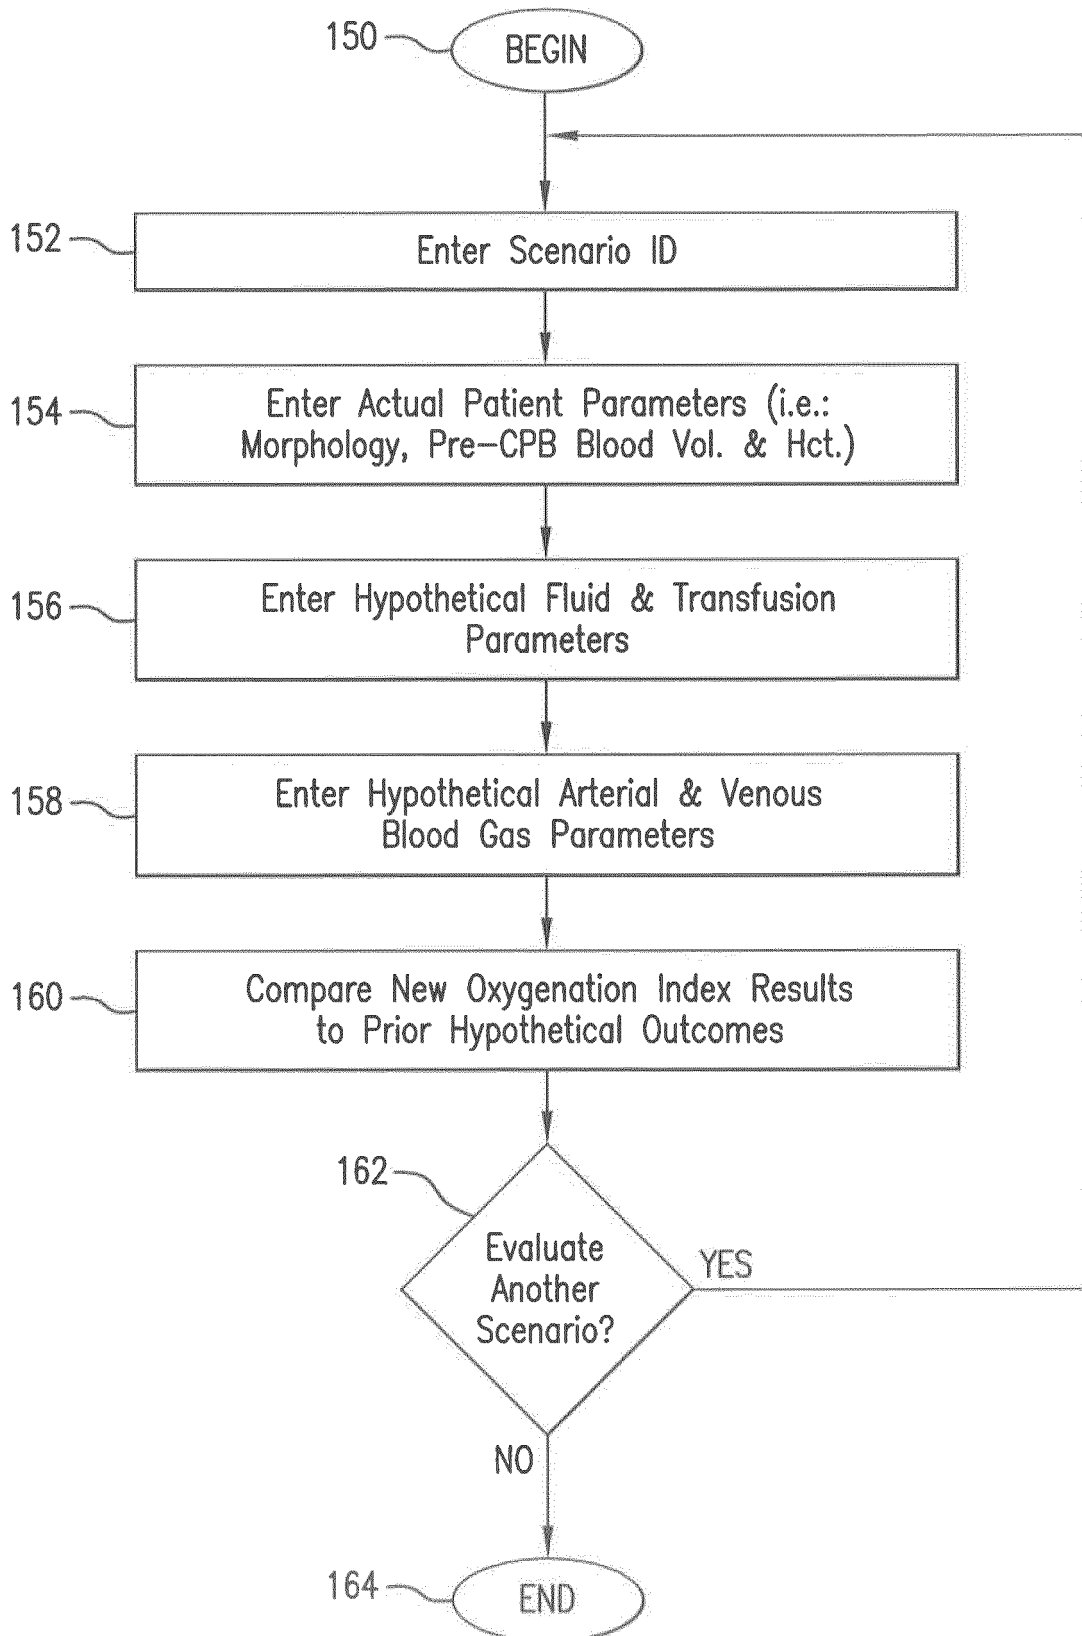 150
BEGIN
152
Enter Scenario ID
154
Enter Actual Patient Parameters (i.e.:
Morphology, Pre-CPB Blood Vol. & Hct.)
156
Enter Hypothetical Fluid & Transfusion
Parameters
158
Enter Hypothetical Arterial & Venous
Blood Gas Parameters
160
Compare New Oxygenation Index Results
to Prior Hypothetical Outcomes
162
Evaluate
Another
Scenario?
YES
NO
164
END